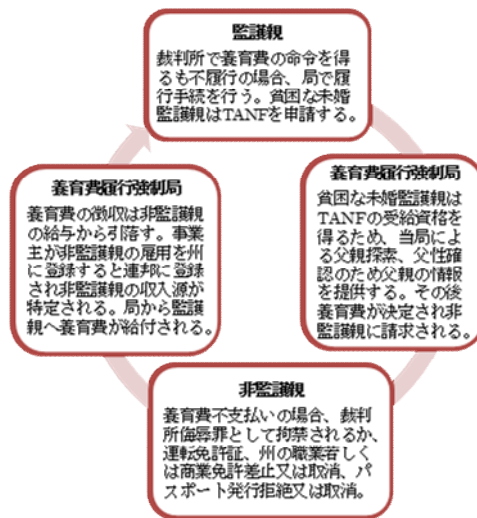 監護親
裁判所で養育費の命令を得
るも不履行の場合、局で履
行手続を行う。貧困な未婚
監護親はTANFを申請する。
養育費履行強制局
貧困な未婚監護親は
TANFの受給資格を
得るため、当局によ
る父親探索、父性確
認のため父親の情報
を提供する。その後
養育費が決定され非
監護親に請求される。
非監護親
養育費不支払いの場合、裁判
所侮辱罪として拘禁されるか、
運転免許証、州の職業若しく
は商業免許差止又は取消、パ
スポート発行拒絶又は取消。
養育費履行強制局
養育費の徴収は非監護親
の給与から引落す。事業
主が非監護親の雇用を州
に登録すると連邦に登録
され非監護親の収入源が
特定される。局から監護
親へ養育費が給付される。